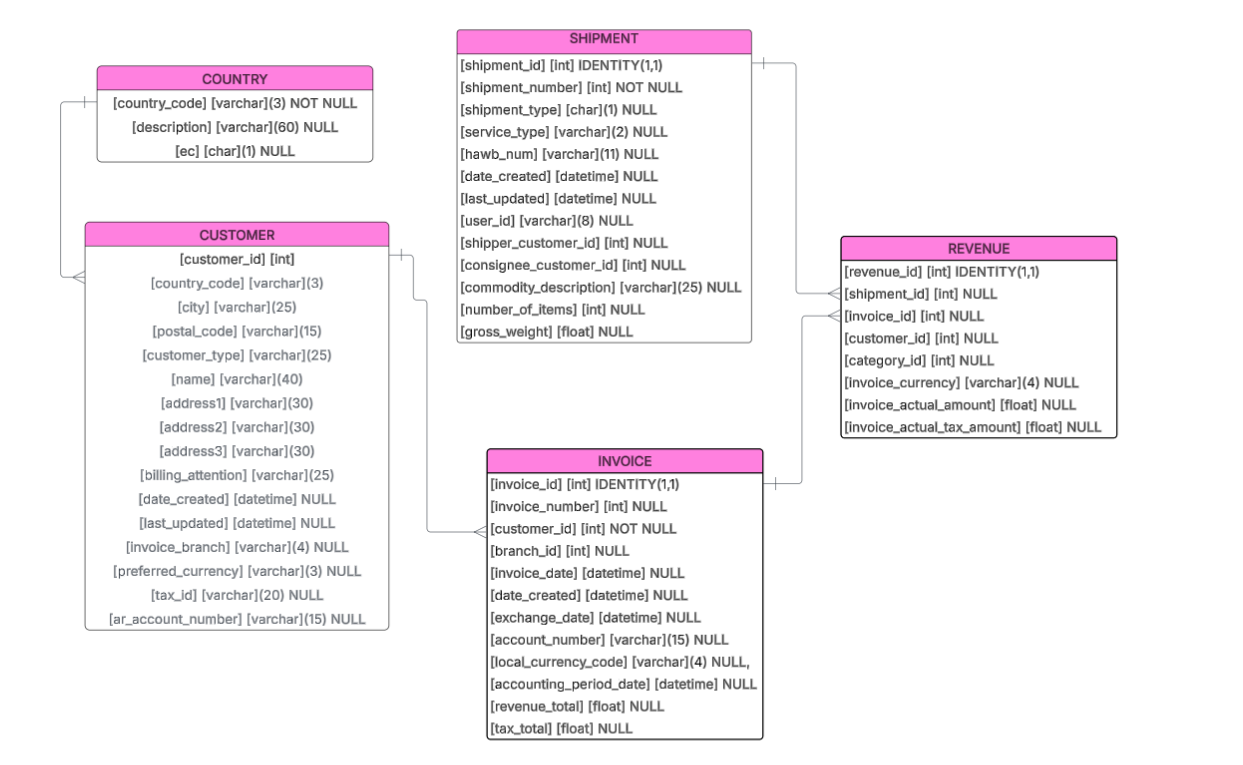 COUNTRY
[country_code] [varchar](3) NOT NULL
[description] [varchar](60) NULL
[ec] [char](1) NULL
CUSTOMER
[customer_id] [int]
[country_code] [varchar](3)
[city] [varchar](25)
[postal_code] [varchar](15)
[customer_type] [varchar](25)
[name] [varchar](40)
[address1] [varchar](30)
[address2] [varchar](30)
[address3] [varchar](30)
[billing_attention] [varchar](25)
[date_created] [datetime] NULL
[last_updated] [datetime] NULL
[invoice_branch] [varchar](4) NULL
[preferred_currency] [varchar](3) NULL
[tax_id] [varchar](20) NULL
[ar_account_number] [varchar](15) NULL
SHIPMENT
[shipment_id] [int] IDENTITY(1,1)
[shipment_number] [int] NOT NULL
[shipment_type] [char](1) NULL
[service_type] [varchar](2) NULL
[hawb_num] [varchar](11) NULL
[date_created] [datetime] NULL
[last_updated] [datetime] NULL
[user_id] [varchar](8) NULL
[shipper_customer_id] [int] NULL
[consignee_customer_id] [int] NULL
[commodity_description] [varchar](25) NULL
[number_of_items] [int] NULL
[gross_weight] [float] NULL
INVOICE
[invoice_id] [int] IDENTITY(1,1)
[invoice_number] [int] NULL
[customer_id] [int] NOT NULL
[branch_id] [int] NULL
[invoice_date] [datetime] NULL
[date_created] [datetime] NULL
[exchange_date] [datetime] NULL
[account_number] [varchar](15) NULL
[local_currency_code] [varchar](4) NULL,
[accounting_period_date] [datetime] NULL
[revenue_total] [float] NULL
[tax_total] [float] NULL
REVENUE
[revenue_id] [int] IDENTITY(1,1)
[shipment_id] [int] NULL
[invoice_id] [int] NULL
[customer_id] [int] NULL
[category_id] [int] NULL
[invoice_currency] [varchar](4) NULL
[invoice_actual_amount] [float] NULL
[invoice_actual_tax_amount] [float] NULL